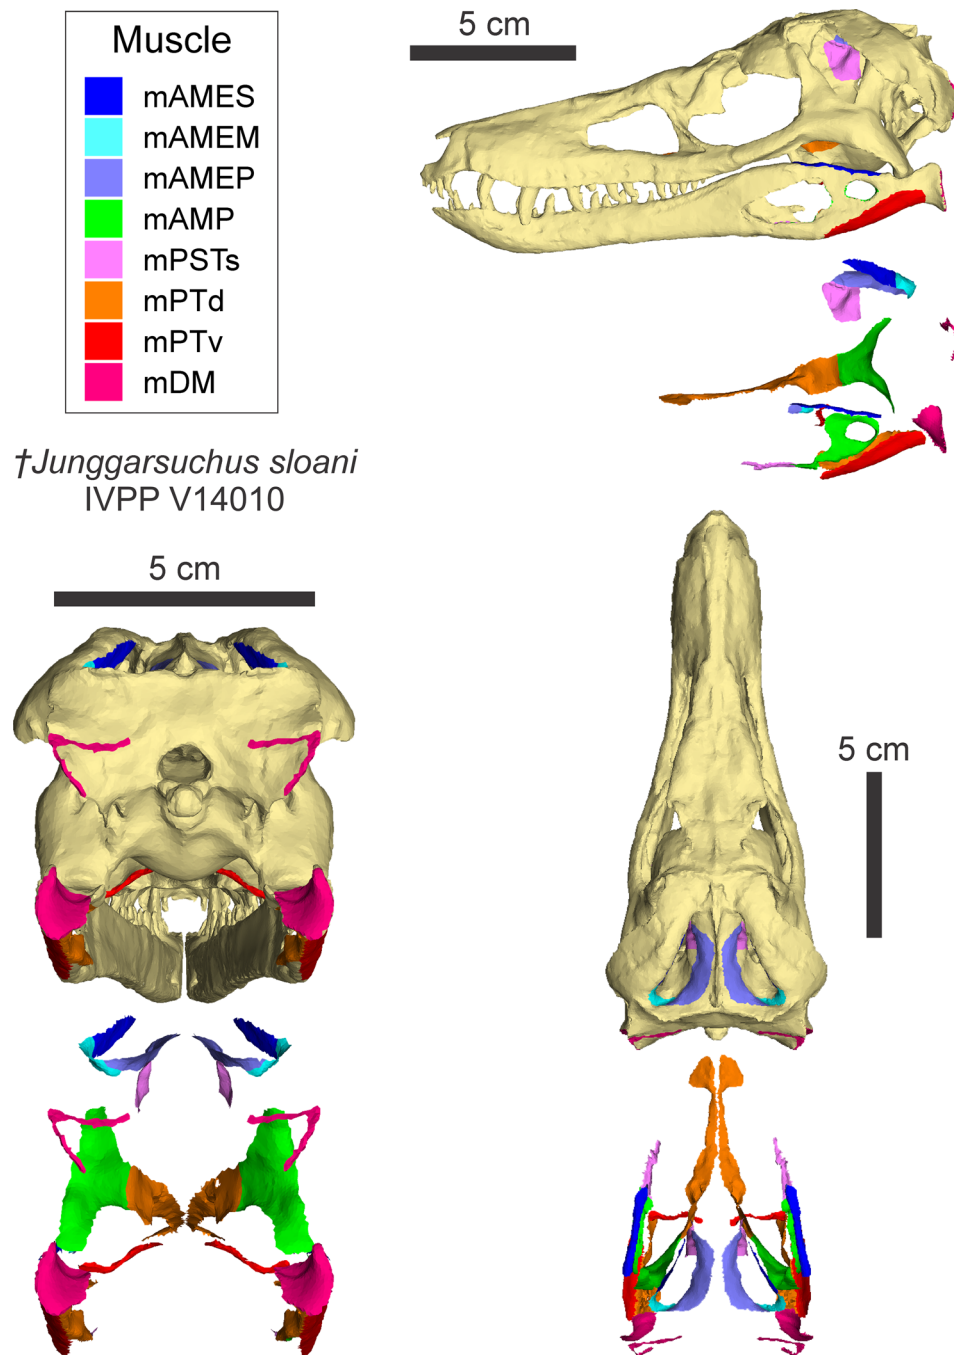 Muscle
mAMES
mAMEM
mAMEP
mAMP
mPSTs
mPTd
mPTv
mDM
5 cm
†Junggarsuchus sloani
IVPP V14010
5 cm
5 cm